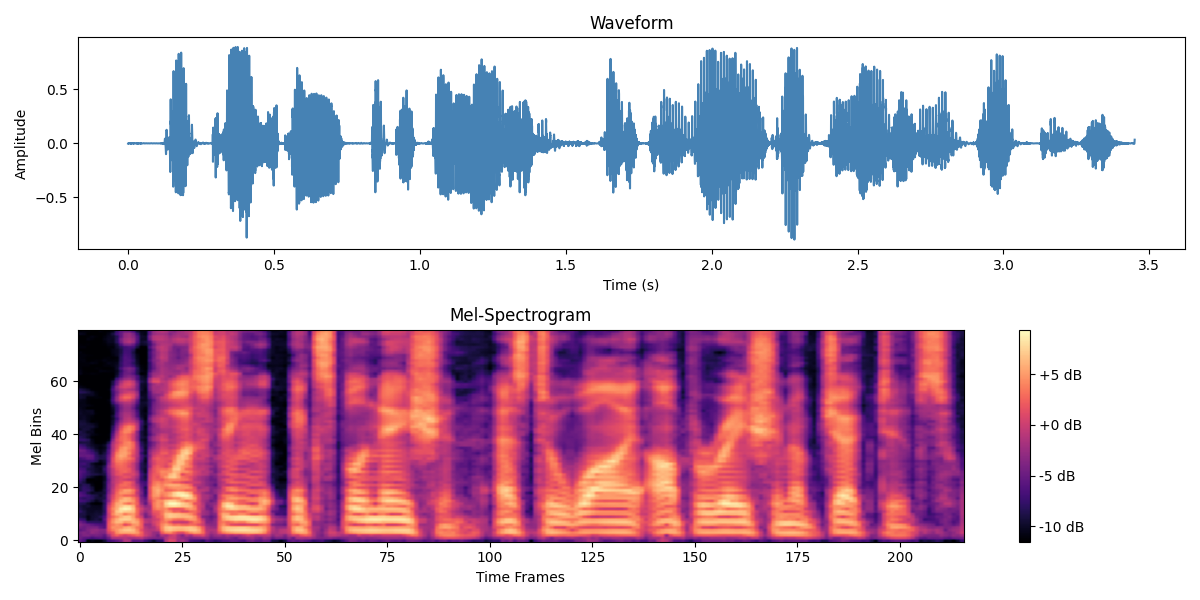 Waveform
0.5
0.0
−0.5
Amplitude
0.0 0.5 1.0 1.5 2.0 2.5 3.0 3.5
Time (s)
Mel-Spectrogram
60
40
20
0
Mel Bins
0 25 50 75 100 125 150 175 200
Time Frames
+5 dB
+0 dB
-5 dB
-10 dB